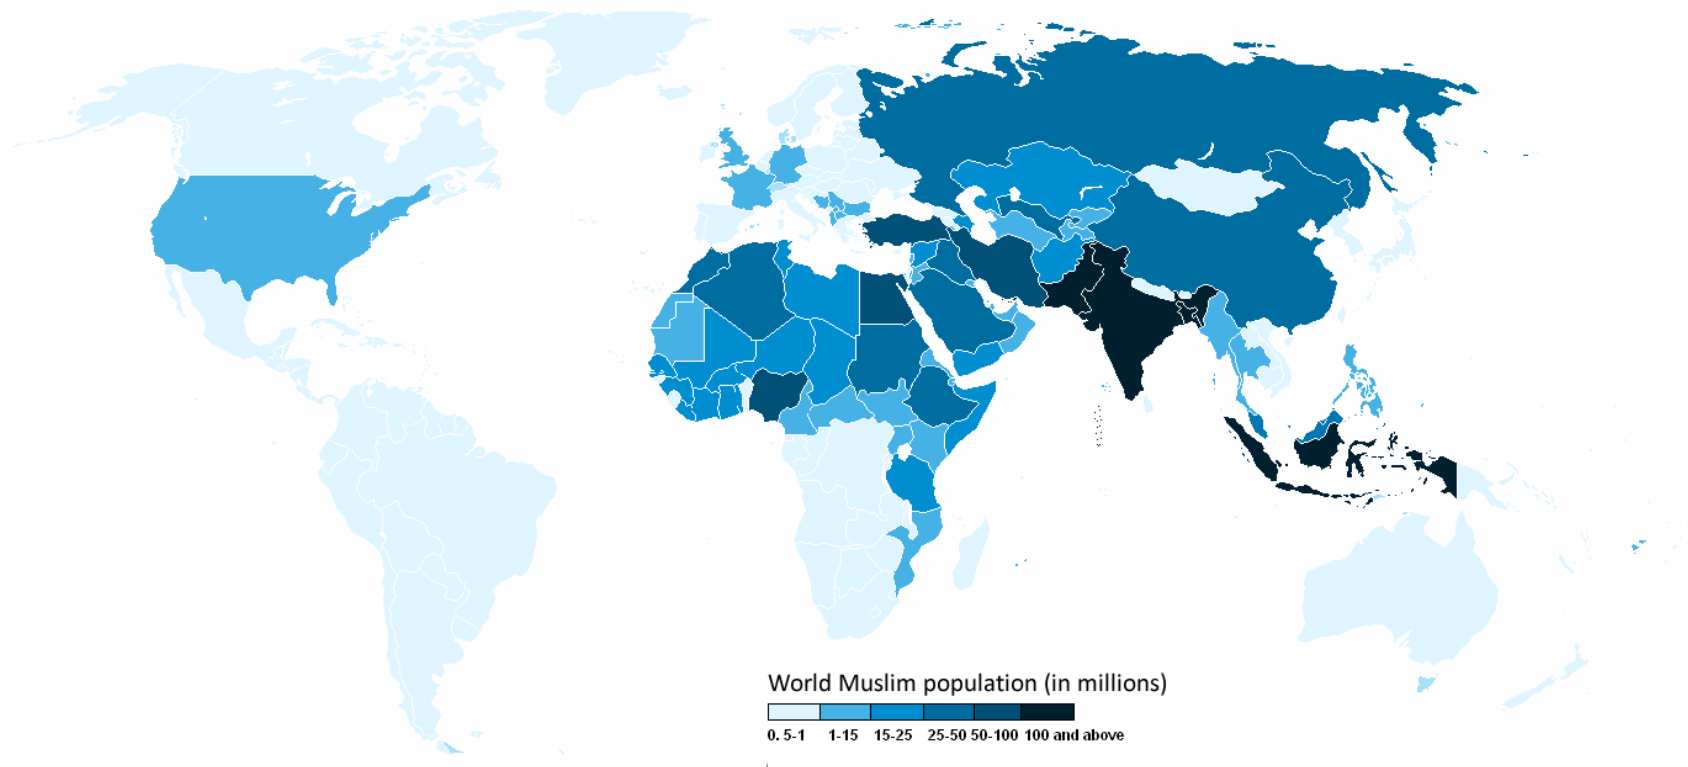 World Muslim population (in millions)
0. 5-1 1-15 15-25 25-50 50-100 100 and above